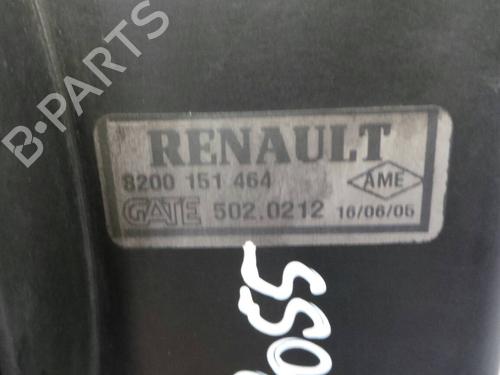 B-PARTS
RENAULT
8200 151 464
AME
GATE 502.0212 16/06/05